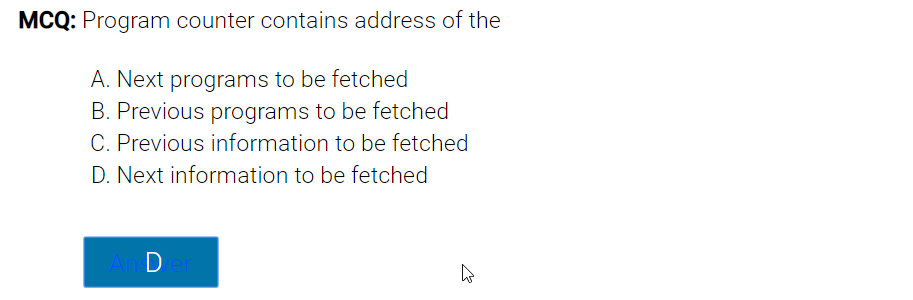 MCQ: Program counter contains address of the
A. Next programs to be fetched
B. Previous programs to be fetched
C. Previous information to be fetched
D. Next information to be fetched
Answer
D